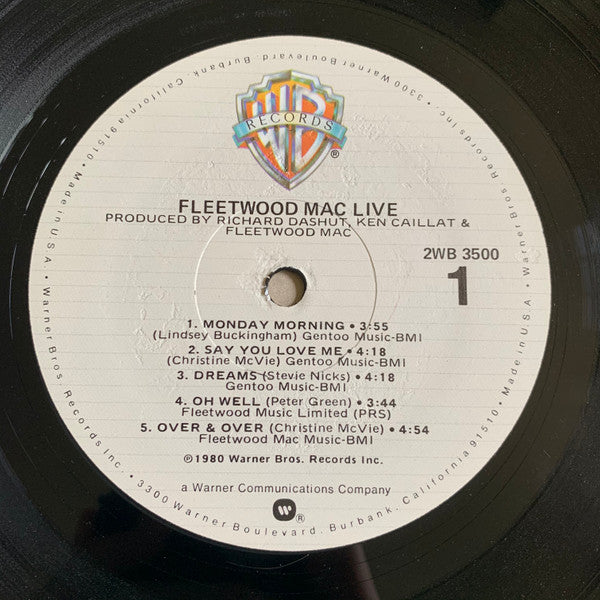 WB
RECORDS
®
FLEETWOOD MAC LIVE
PRODUCED BY RICHARD DASHUT, KEN CAILLAT &
FLEETWOOD MAC
2WB 3500
1
1. MONDAY MORNING • 3:55
(Lindsey Buckingham) Gentoo Music-BMI
2. SAY YOU LOVE ME • 4:18
(Christine McVie) Gentoo Music-BMI
3. DREAMS (Stevie Nicks) • 4:18
Gentoo Music-BMI
4. OH WELL (Peter Green) • 3:44
Fleetwood Music Limited (PRS)
5. OVER & OVER (Christine McVie) • 4:54
Fleetwood Mac Music-BMI
℗1980 Warner Bros. Records Inc.
a Warner Communications Company
®
• Made in U.S.A. • Warner Bros. Records Inc. • 3300 Warner Boulevard, Burbank, California 91510 • Made in U.S.A. • Warner Bros. Records Inc. • 3300 Warner Boulevard, Burbank, California 91510